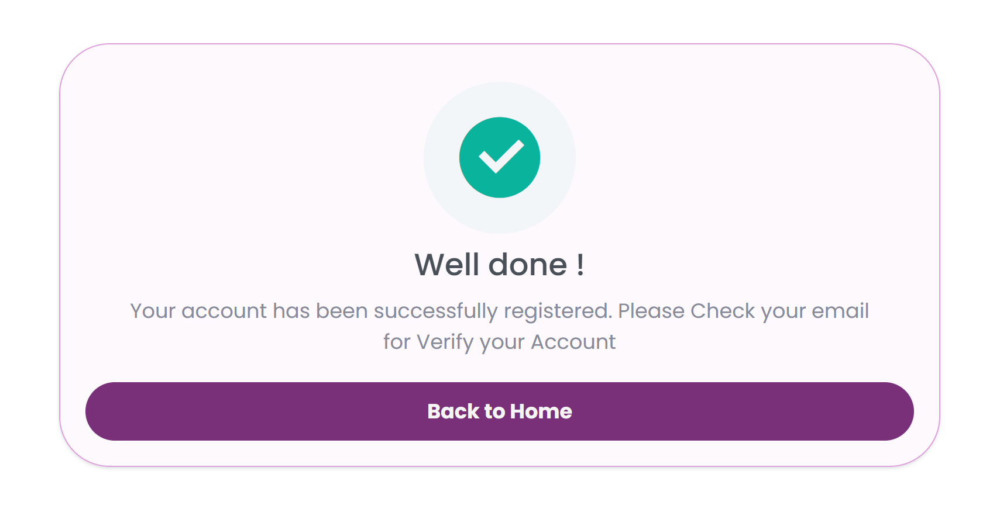 Well done !
Your account has been successfully registered. Please Check your email
for Verify your Account
Back to Home